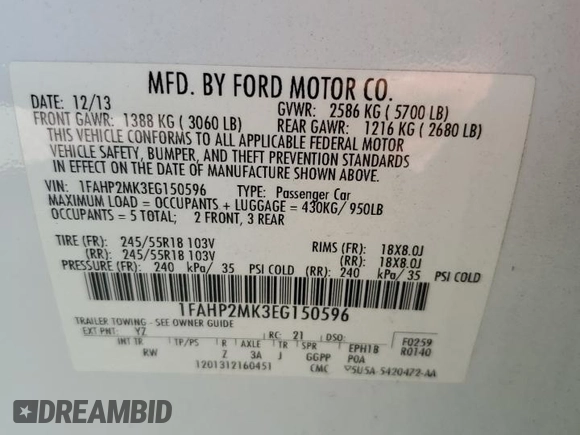 MFD. BY FORD MOTOR CO.
DATE: 12/13 GVWR: 2586 KG ( 5700 LB)
FRONT GAWR: 1388 KG ( 3060 LB) REAR GAWR: 1216 KG ( 2680 LB)
THIS VEHICLE CONFORMS TO ALL APPLICABLE FEDERAL MOTOR
VEHICLE SAFETY, BUMPER, AND THEFT PREVENTION STANDARDS
IN EFFECT ON THE DATE OF MANUFACTURE SHOWN ABOVE.
VIN: 1FAHP2MK3EG150596 TYPE: Passenger Car
MAXIMUM LOAD = OCCUPANTS + LUGGAGE = 430KG/ 950LB
OCCUPANTS = 5 TOTAL; 2 FRONT, 3 REAR
TIRE (FR): 245/55R18 103V RIMS (FR): 18X8.0J
(RR): 245/55R18 103V (RR): 18X8.0J
PRESSURE (FR): 240 kPa/ 35 PSI COLD (RR): 240 kPa/ 35 PSI COLD
1FAHP2MK3EG150596
TRAILER TOWING - SEE OWNER GUIDE
EXT PNT: YZ RC: 21 DSO: F0259
INT TR TP/PS R AXLE TR SPR EPH1B R0140
RW Z 3A J GGPP POA
1201312160451 CMC 5U5A-5420472-AA
DREAMBID